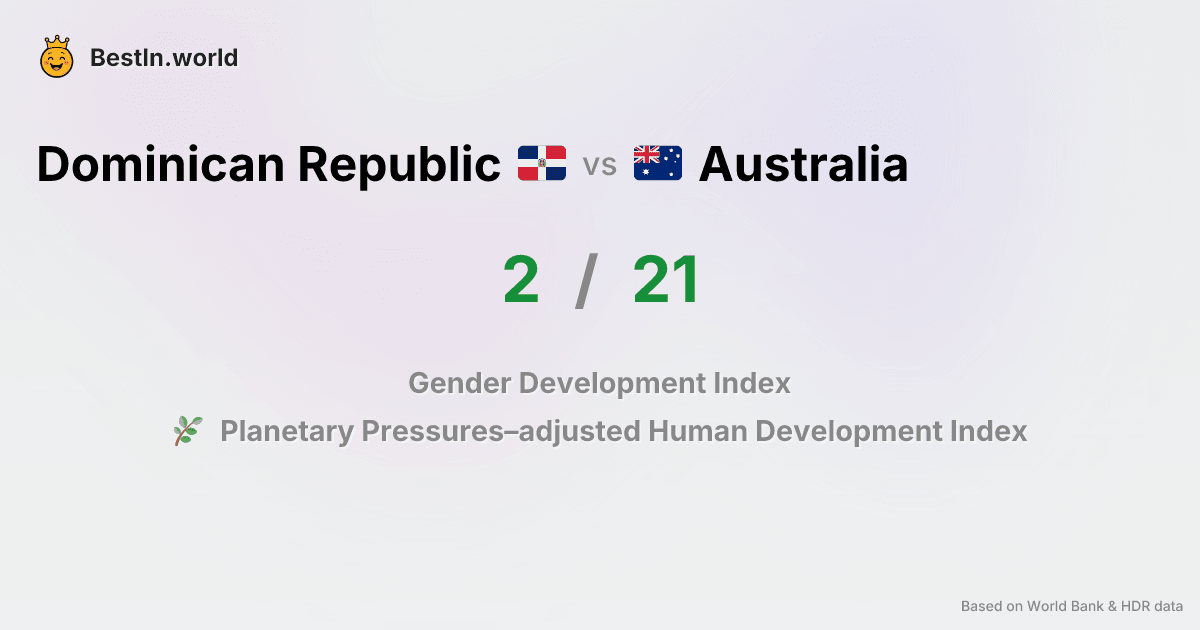 BestIn.world
Dominican Republic vs Australia
2 / 21
Gender Development Index
Planetary Pressures–adjusted Human Development Index
Based on World Bank & HDR data